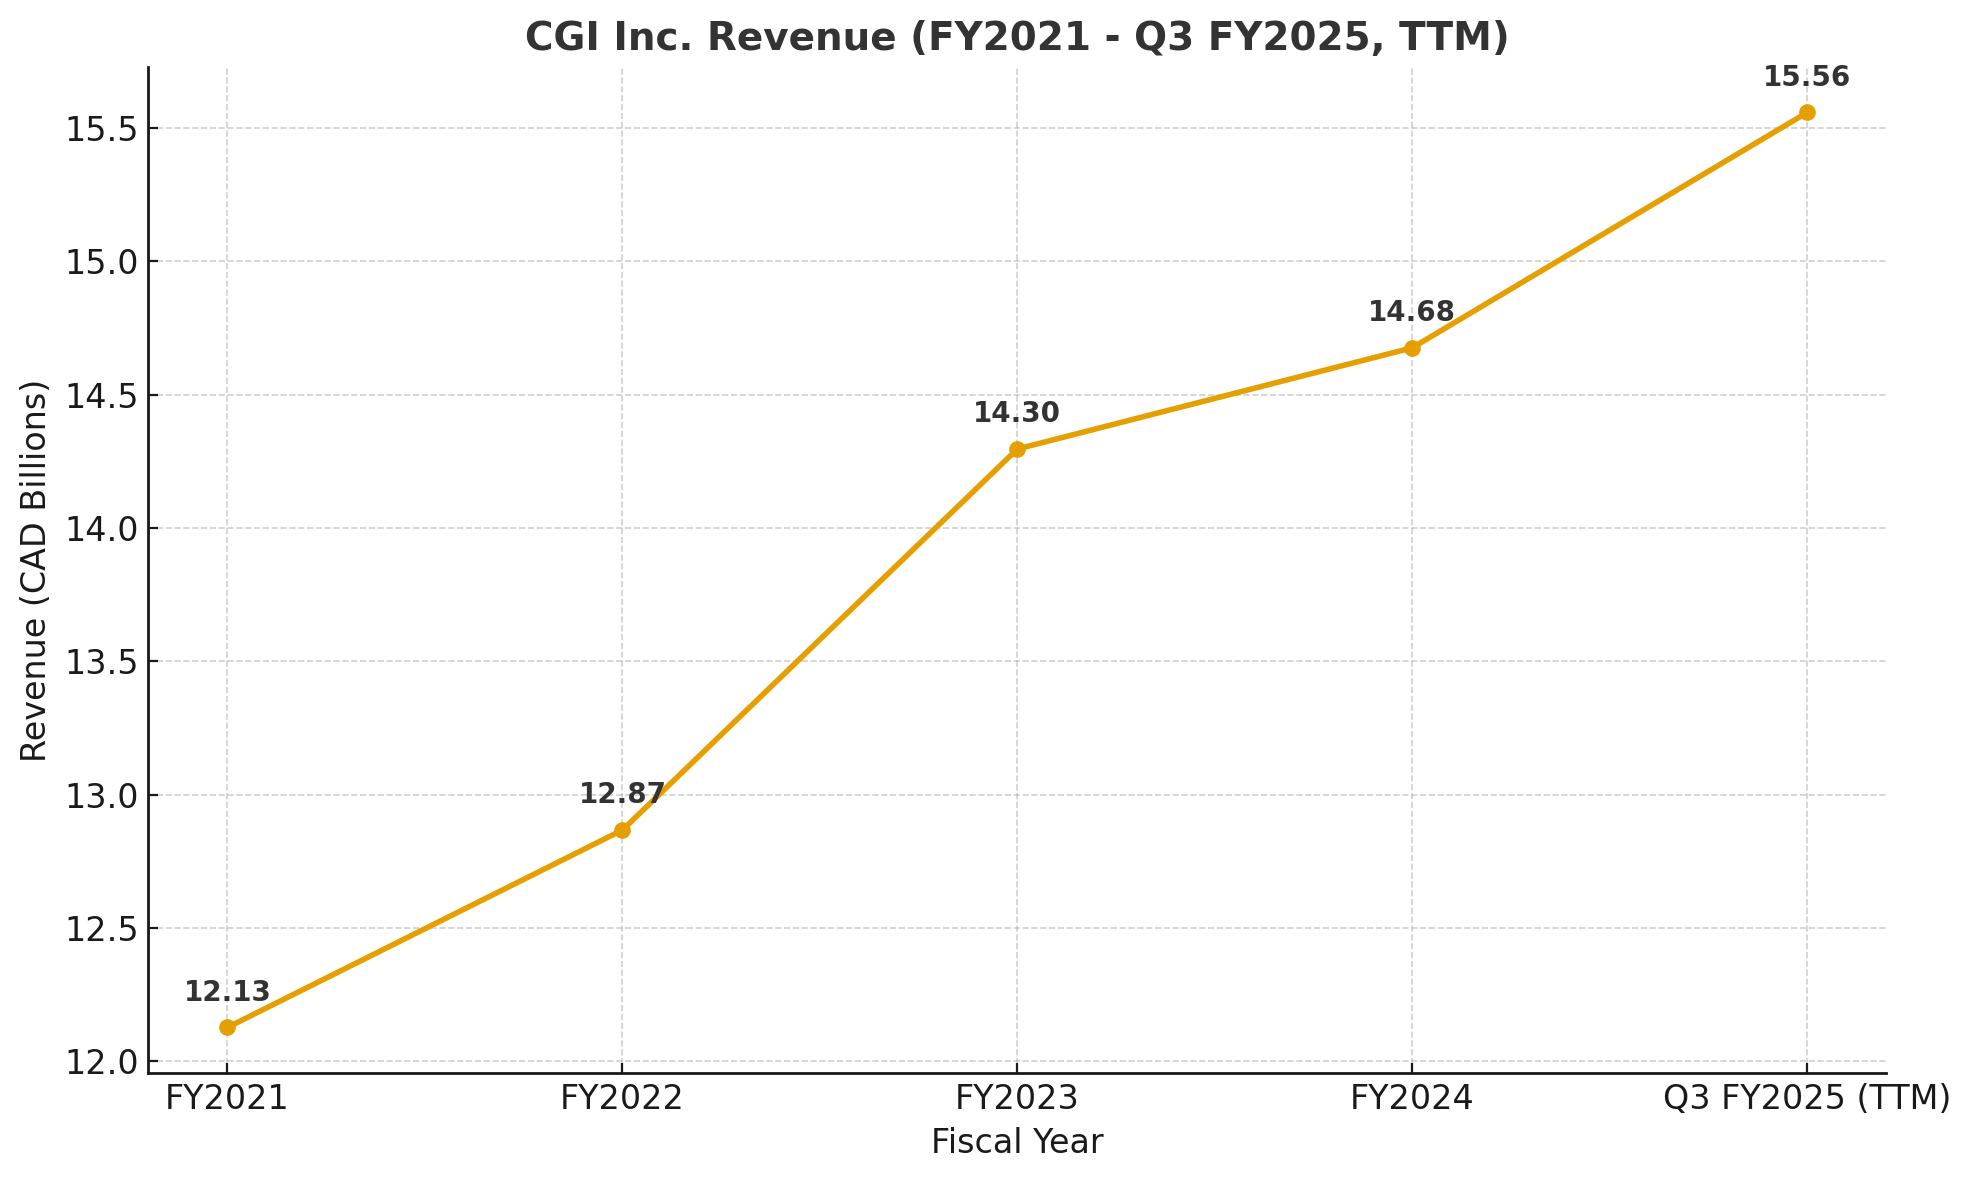 CGI Inc. Revenue (FY2021 - Q3 FY2025, TTM)
Revenue (CAD Billions)
15.5
15.0
14.5
14.0
13.5
13.0
12.5
12.0
12.13
12.87
14.30
14.68
15.56
FY2021
FY2022
FY2023
FY2024
Q3 FY2025 (TTM)
Fiscal Year